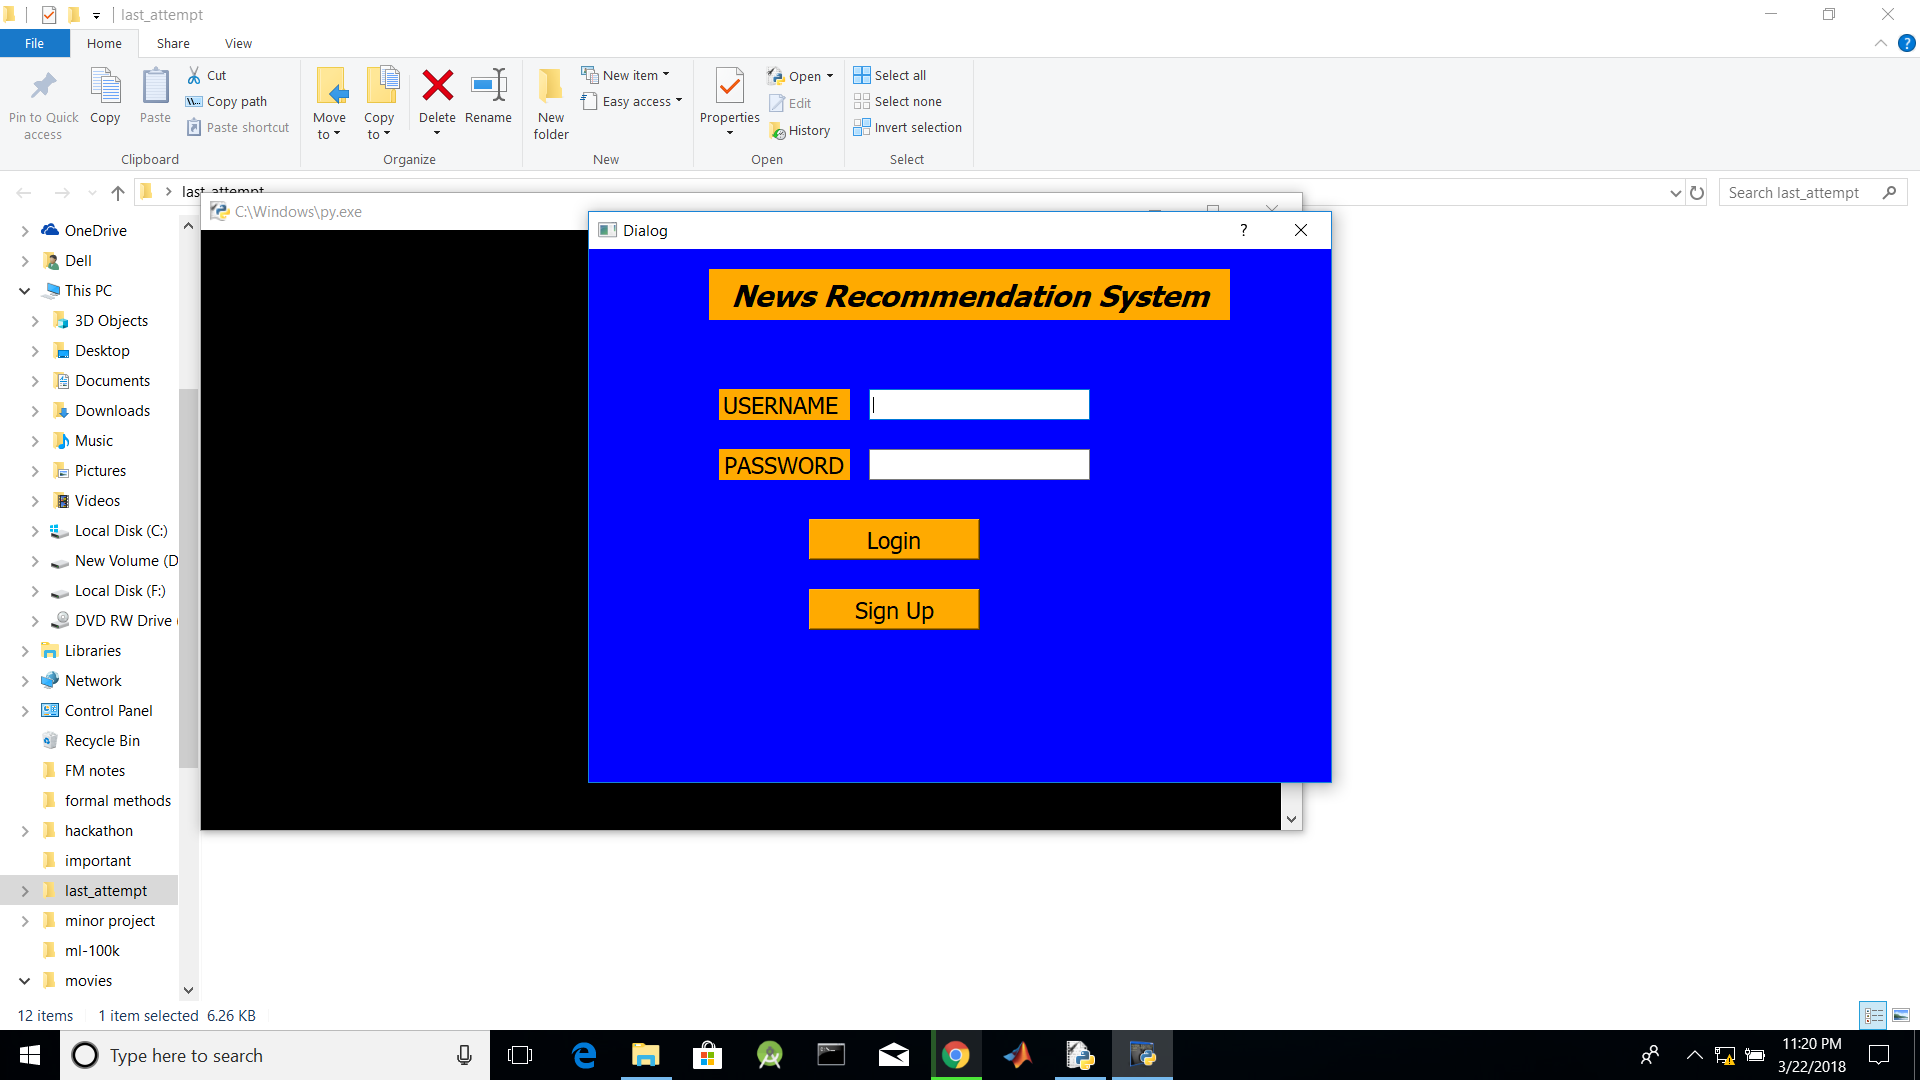 last_attempt
File
Home
Share
View
Pin to Quick access
Copy
Paste
Cut
Copy path
Paste shortcut
Clipboard
Move to
Copy to
Delete
Rename
Organize
New folder
New item
Easy access
New
Properties
Open
Edit
History
Open
Select all
Select none
Invert selection
Select
last_attempt
Search last_attempt
C:\Windows\py.exe
Dialog
?
News Recommendation System
USERNAME
PASSWORD
Login
Sign Up
OneDrive
Dell
This PC
3D Objects
Desktop
Documents
Downloads
Music
Pictures
Videos
Local Disk (C:)
New Volume (D
Local Disk (F:)
DVD RW Drive
Libraries
Network
Control Panel
Recycle Bin
FM notes
formal methods
hackathon
important
last_attempt
minor project
ml-100k
movies
12 items
1 item selected 6.26 KB
Type here to search
11:20 PM
3/22/2018